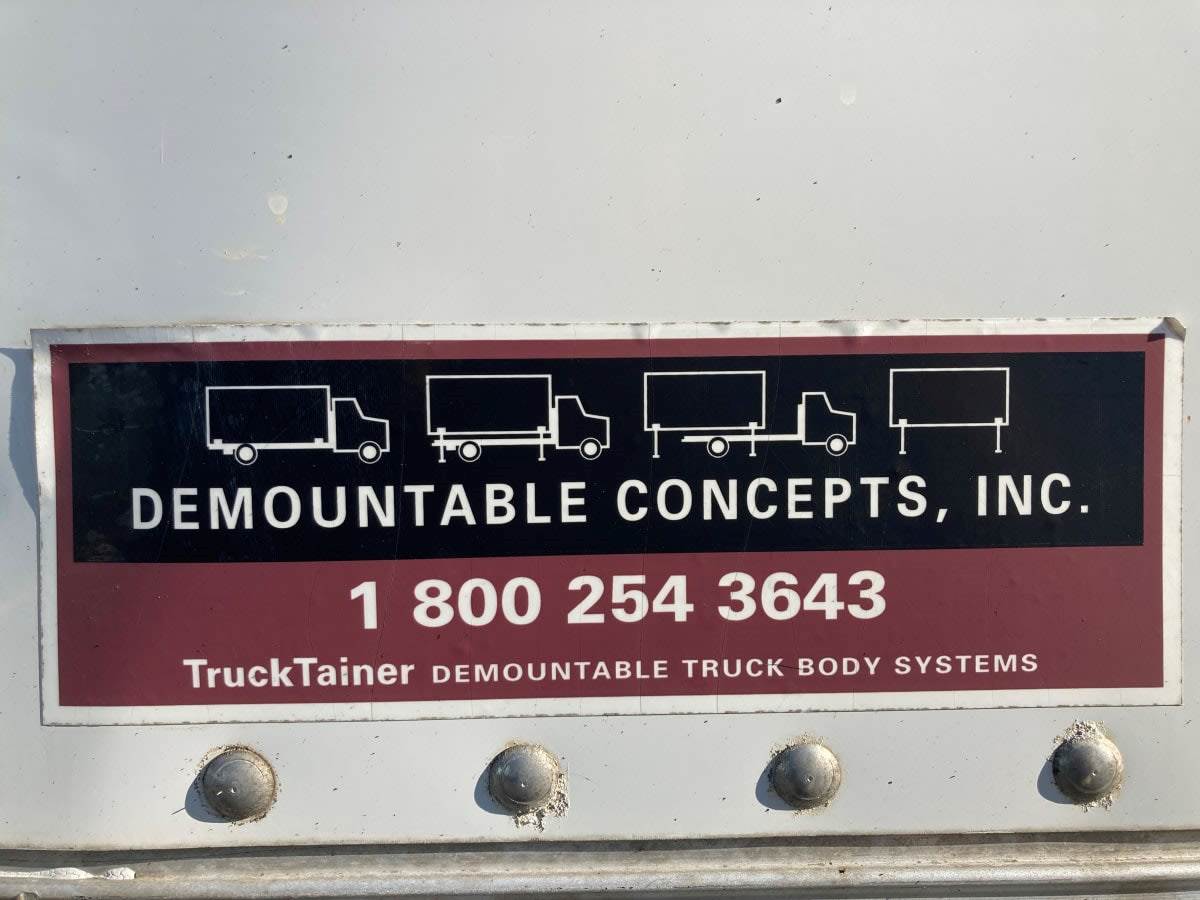 DEMOUNTABLE CONCEPTS, INC.
1 800 254 3643
TruckTainer DEMOUNTABLE TRUCK BODY SYSTEMS